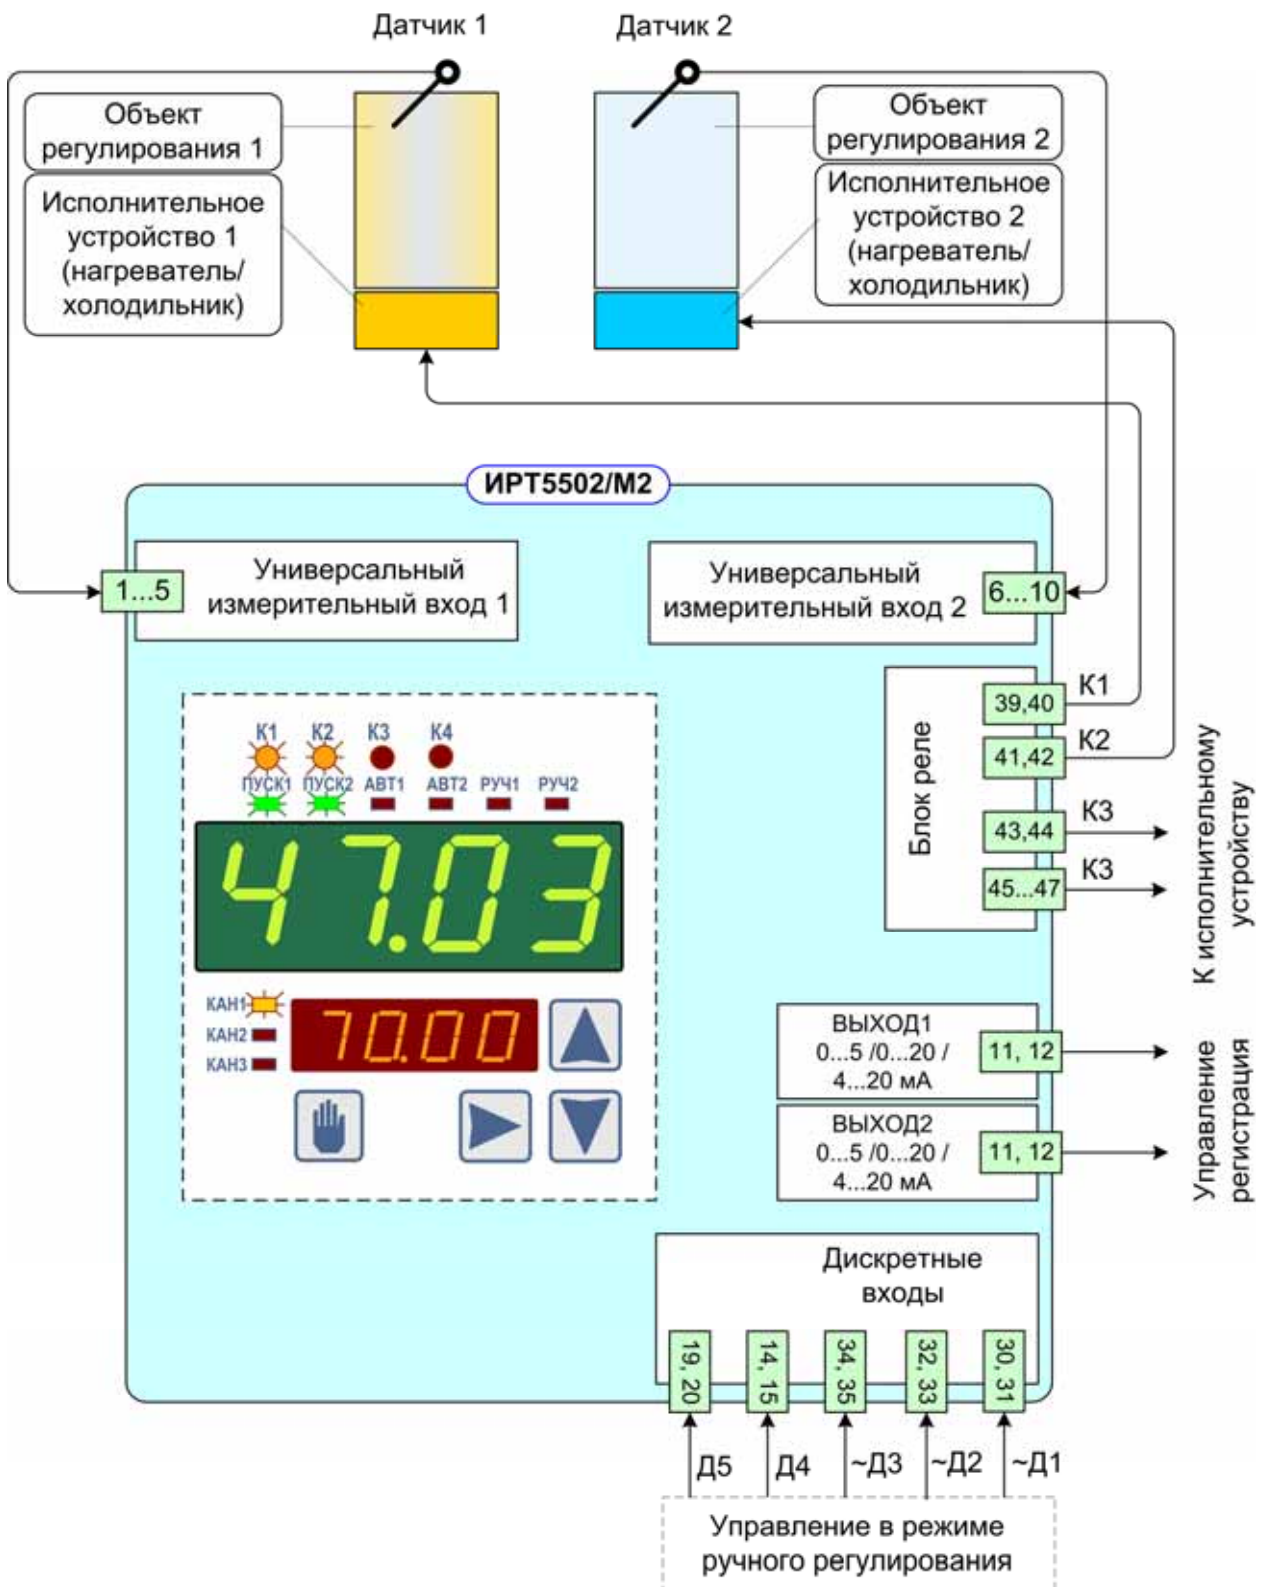 Датчик 1
Датчик 2
Объект
регулирования 1
Исполнительное
устройство 1
(нагреватель/
холодильник)
Объект
регулирования 2
Исполнительное
устройство 2
(нагреватель/
холодильник)
ИРТ5502/М2
1...5
Универсальный
измерительный вход 1
Универсальный
измерительный вход 2
6...10
Блок реле
39,40
К1
41,42
К2
43,44
К3
45...47
К3
К исполнительному
устройству
К1 К2 К3 К4
ПУСК1 ПУСК2 АВТ1 АВТ2 РУЧ1 РУЧ2
47.03
КАН1
КАН2
КАН3
70.00
ВЫХОД1
0...5 /0...20 /
4...20 мА
11, 12
ВЫХОД2
0...5 /0...20 /
4...20 мА
11, 12
Управление
регистрация
Дискретные
входы
19, 20
14, 15
34, 35
32, 33
30, 31
Д5
Д4
~Д3
~Д2
~Д1
Управление в режиме
ручного регулирования